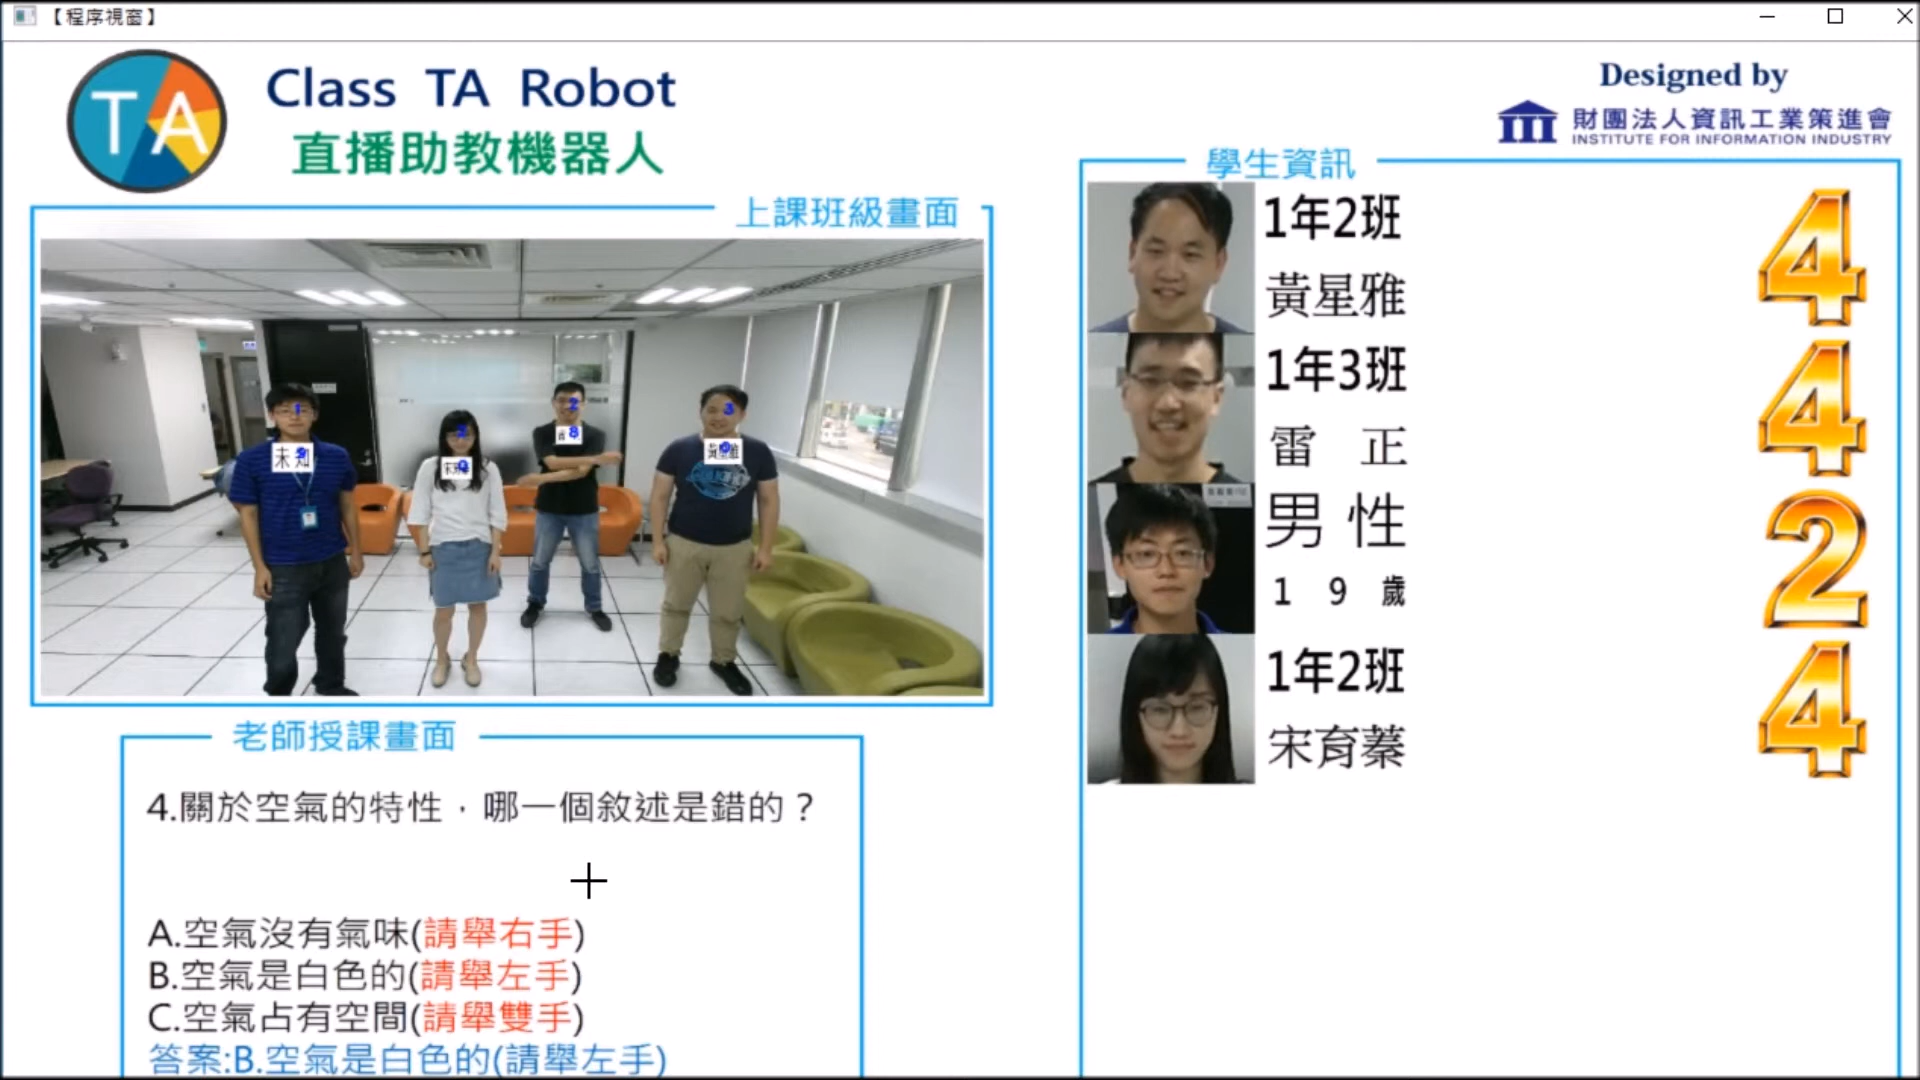 【程序視窗】
TA
Class TA Robot
直播助教機器人
Designed by
財團法人資訊工業策進會
INSTITUTE FOR INFORMATION INDUSTRY
上課班級畫面
1
未知
2
3
8
學生資訊
1年2班
黃星雅
4
1年3班
雷 正
4
男性
19歲
2
1年2班
宋育蓁
4
老師授課畫面
4.關於空氣的特性，哪一個敘述是錯的？
A.空氣沒有氣味(請舉右手)
B.空氣是白色的(請舉左手)
C.空氣占有空間(請舉雙手)
答案:B.空氣是白色的(請舉左手)